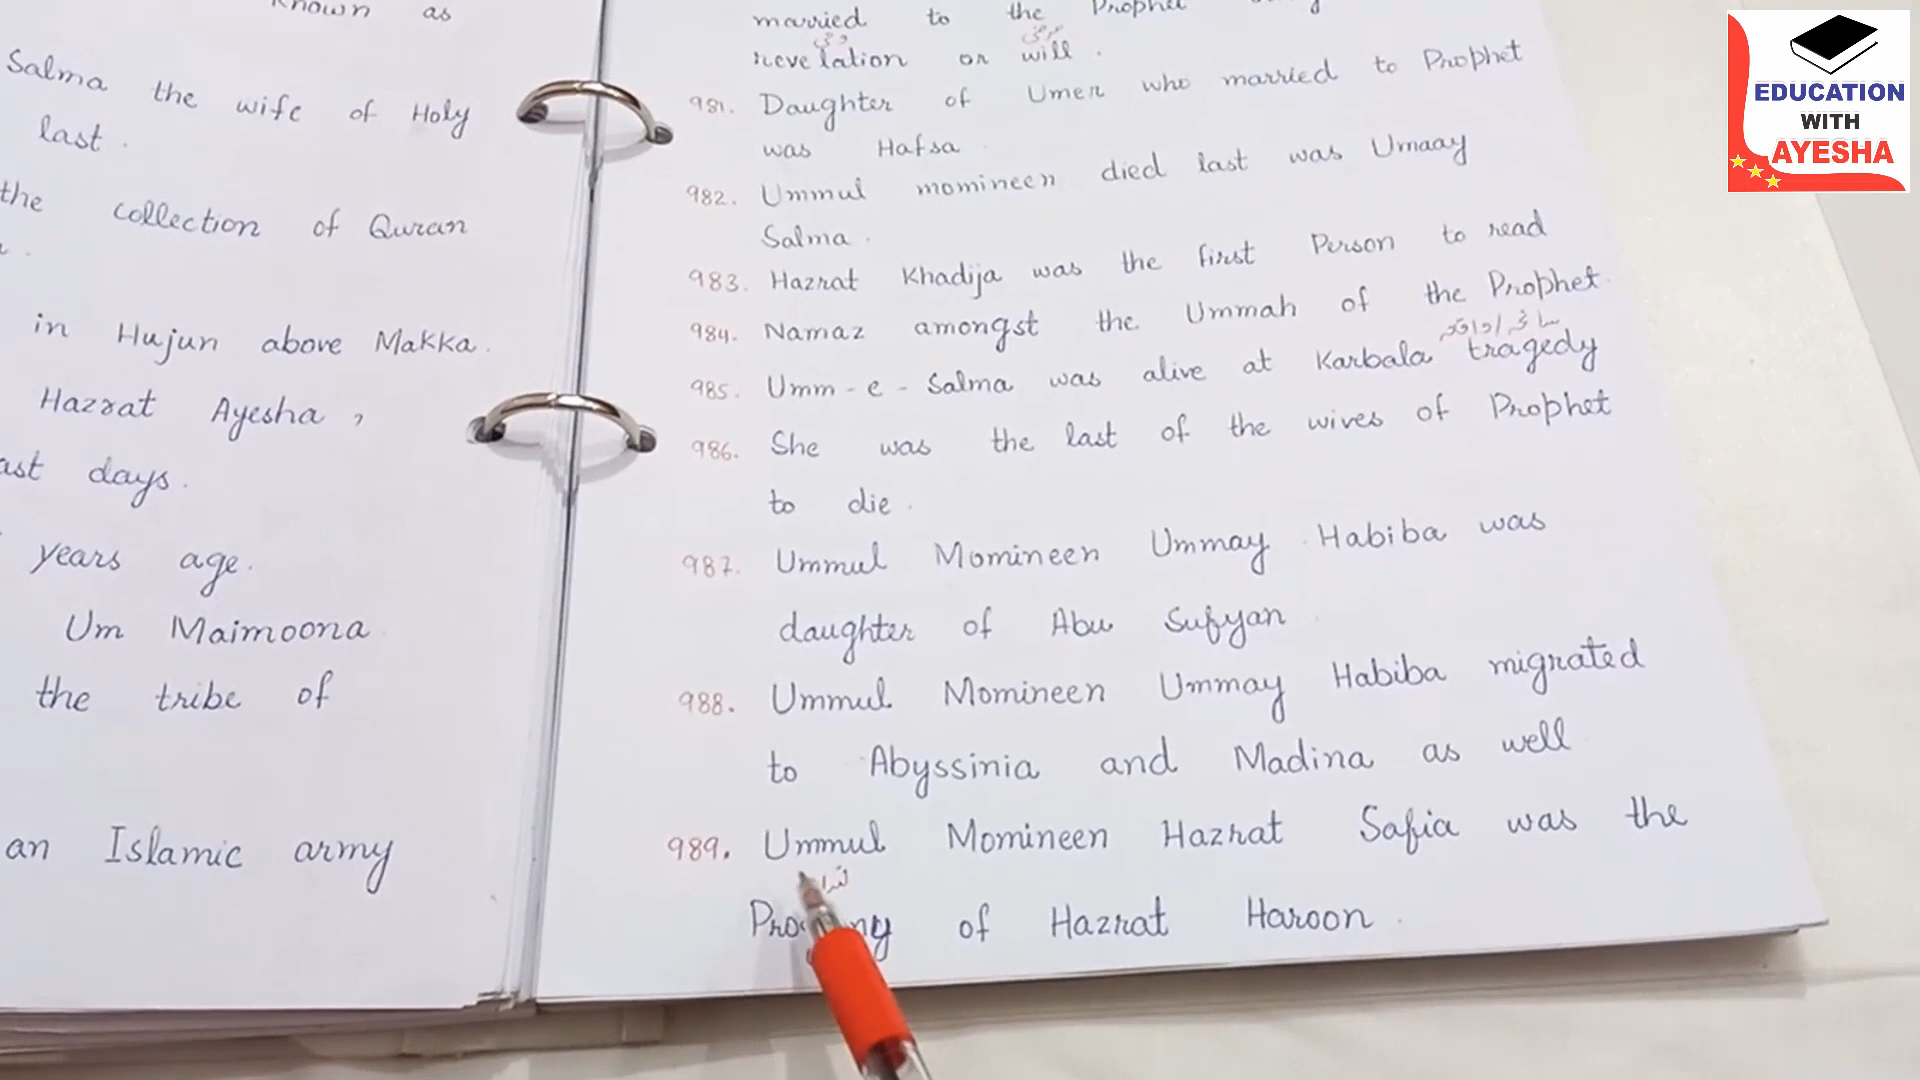 Known as
Salma the wife of Holy
last.
the collection of Quran
in Hujun above Makka.
Hazrat Ayesha,
ast days.
years age.
Um Maimoona
the tribe of
an Islamic army
married to the Prophet
وحی مرضی
revelation or will.
981. Daughter of Umer who married to Prophet
was Hafsa
982. Ummul momineen died last was Umaay
Salma.
983. Hazrat Khadija was the first Person to read
984. Namaz amongst the Ummah of the Prophet.
985. Umm-e-Salma was alive at Karbala tragedy
986. She was the last of the wives of Prophet
to die.
987. Ummul Momineen Ummay Habiba was
daughter of Abu Sufyan
988. Ummul Momineen Ummay Habiba migrated
to Abyssinia and Madina as well
989. Ummul Momineen Hazrat Safia was the
of Hazrat Haroon.
EDUCATION
WITH
AYESHA